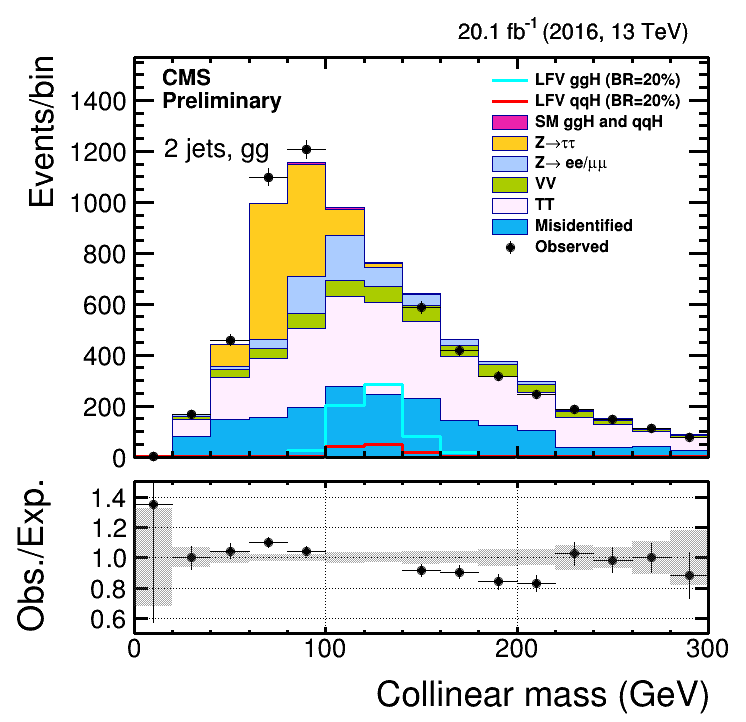 20.1 fb⁻¹ (2016, 13 TeV)
CMS
Preliminary
2 jets, gg
LFV ggH (BR=20%)
LFV qqH (BR=20%)
SM ggH and qqH
Z→ττ
Z→ ee/μμ
VV
TT
Misidentified
Observed
Events/bin
1400
1200
1000
800
600
400
200
0
Obs./Exp.
1.4
1.2
1.0
0.8
0.6
0 100 200 300
Collinear mass (GeV)